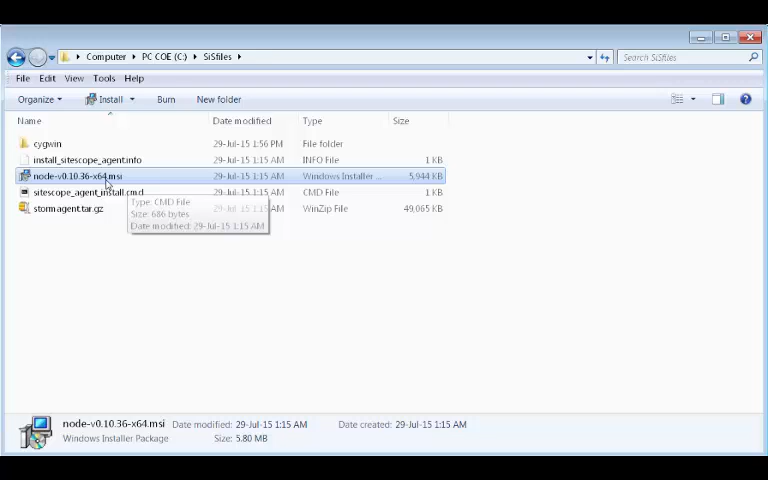 Computer PC COE (C:) SiSfiles
Search SiSfiles
File Edit View Tools Help
Organize Install Burn New folder
Name Date modified Type Size
cygwin 29-Jul-15 1:56 PM File folder
install_sitescope_agent.info 29-Jul-15 1:15 AM INFO File 1 KB
node-v0.10.36-x64.msi 29-Jul-15 1:15 AM Windows Installer ... 5,944 KB
sitescope_agent_install.cmd 29-Jul-15 1:15 AM CMD File 1 KB
stormagent.tar.gz 29-Jul-15 1:15 AM WinZip File 49,065 KB
Type: CMD File
Size: 686 bytes
Date modified: 29-Jul-15 1:15 AM
node-v0.10.36-x64.msi Date modified: 29-Jul-15 1:15 AM Date created: 29-Jul-15 1:15 AM
Windows Installer Package Size: 5.80 MB